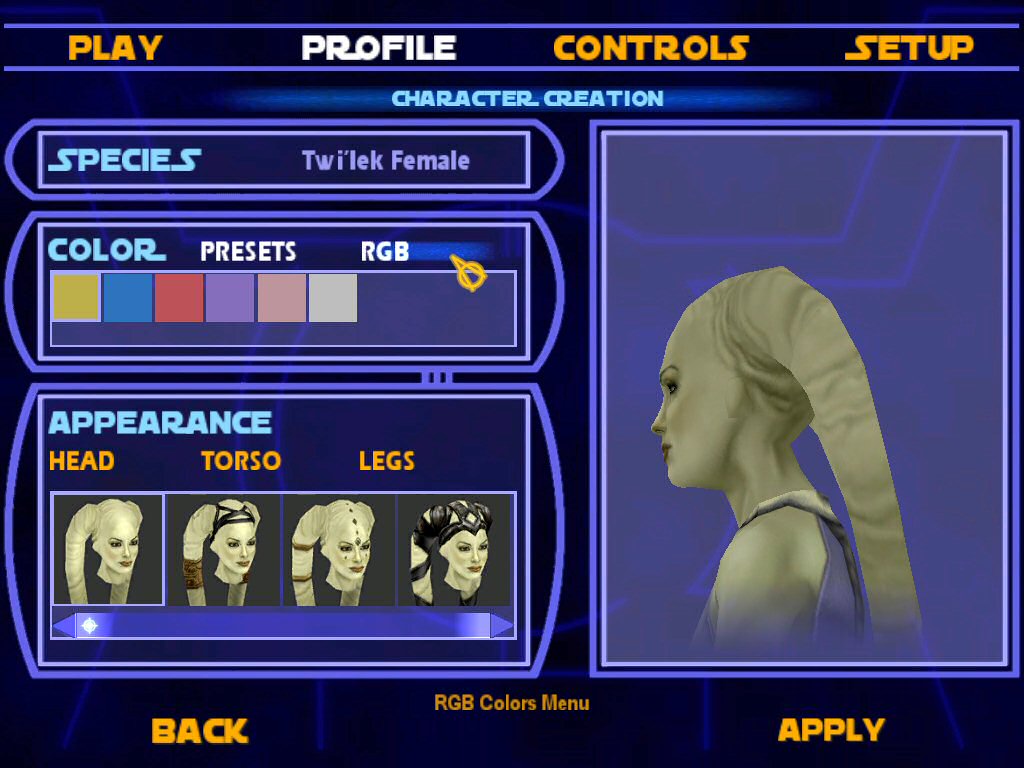 PLAY PROFILE CONTROLS SETUP
CHARACTER CREATION
SPECIES Twi'lek Female
COLOR PRESETS RGB
APPEARANCE
HEAD TORSO LEGS
RGB Colors Menu
BACK APPLY